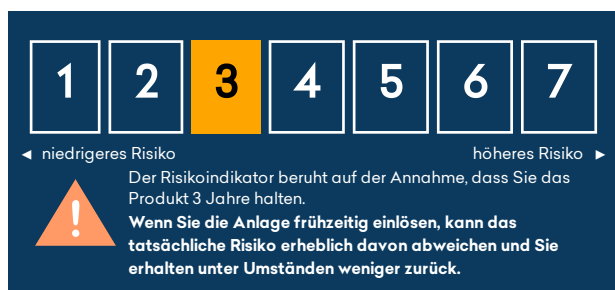 1 2 3 4 5 6 7
◄ niedrigeres Risiko höheres Risiko ►
Der Risikoindikator beruht auf der Annahme, dass Sie das
Produkt 3 Jahre halten.
Wenn Sie die Anlage frühzeitig einlösen, kann das
tatsächliche Risiko erheblich davon abweichen und Sie
erhalten unter Umständen weniger zurück.